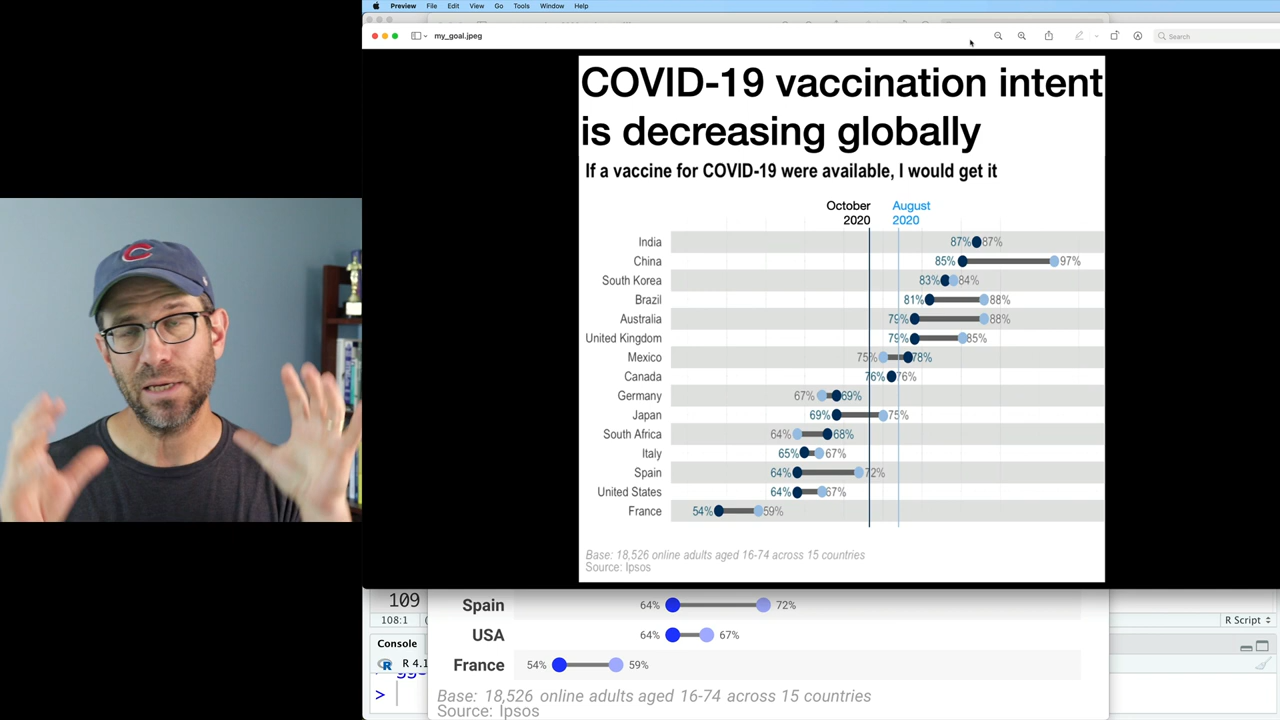 Preview File Edit View Go Tools Window Help
my_goal.jpeg
Search
COVID-19 vaccination intent
is decreasing globally
If a vaccine for COVID-19 were available, I would get it
October August
2020 2020
India 87% 87%
China 85% 97%
South Korea 83% 84%
Brazil 81% 88%
Australia 79% 88%
United Kingdom 79% 85%
Mexico 75% 78%
Canada 76% 76%
Germany 67% 69%
Japan 69% 75%
South Africa 64% 68%
Italy 65% 67%
Spain 64% 72%
United States 64% 67%
France 54% 59%
Base: 18,526 online adults aged 16-74 across 15 countries
Source: Ipsos
109
108:1
R Script
Console
R 4.1
>
Spain 64% 72%
USA 64% 67%
France 54% 59%
Base: 18,526 online adults aged 16-74 across 15 countries
Source: Ipsos
C